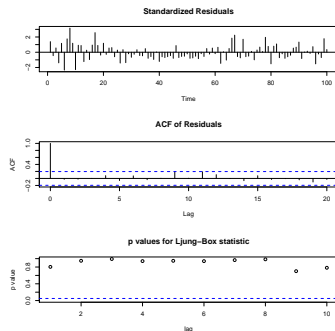 Standardized Residuals
2
0
−2
0 20 40 60 80 100
Time
ACF of Residuals
ACF
1.0
0.4
−0.2
0 5 10 15 20
Lag
p values for Ljung−Box statistic
p value
0.8
0.4
0.0
2 4 6 8 10
lag